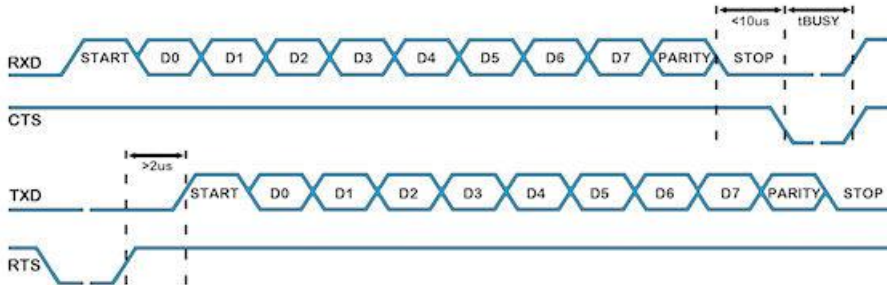 <10us tBUSY
RXD START D0 D1 D2 D3 D4 D5 D6 D7 PARITY STOP
CTS
>2us
TXD START D0 D1 D2 D3 D4 D5 D6 D7 PARITY STOP
RTS